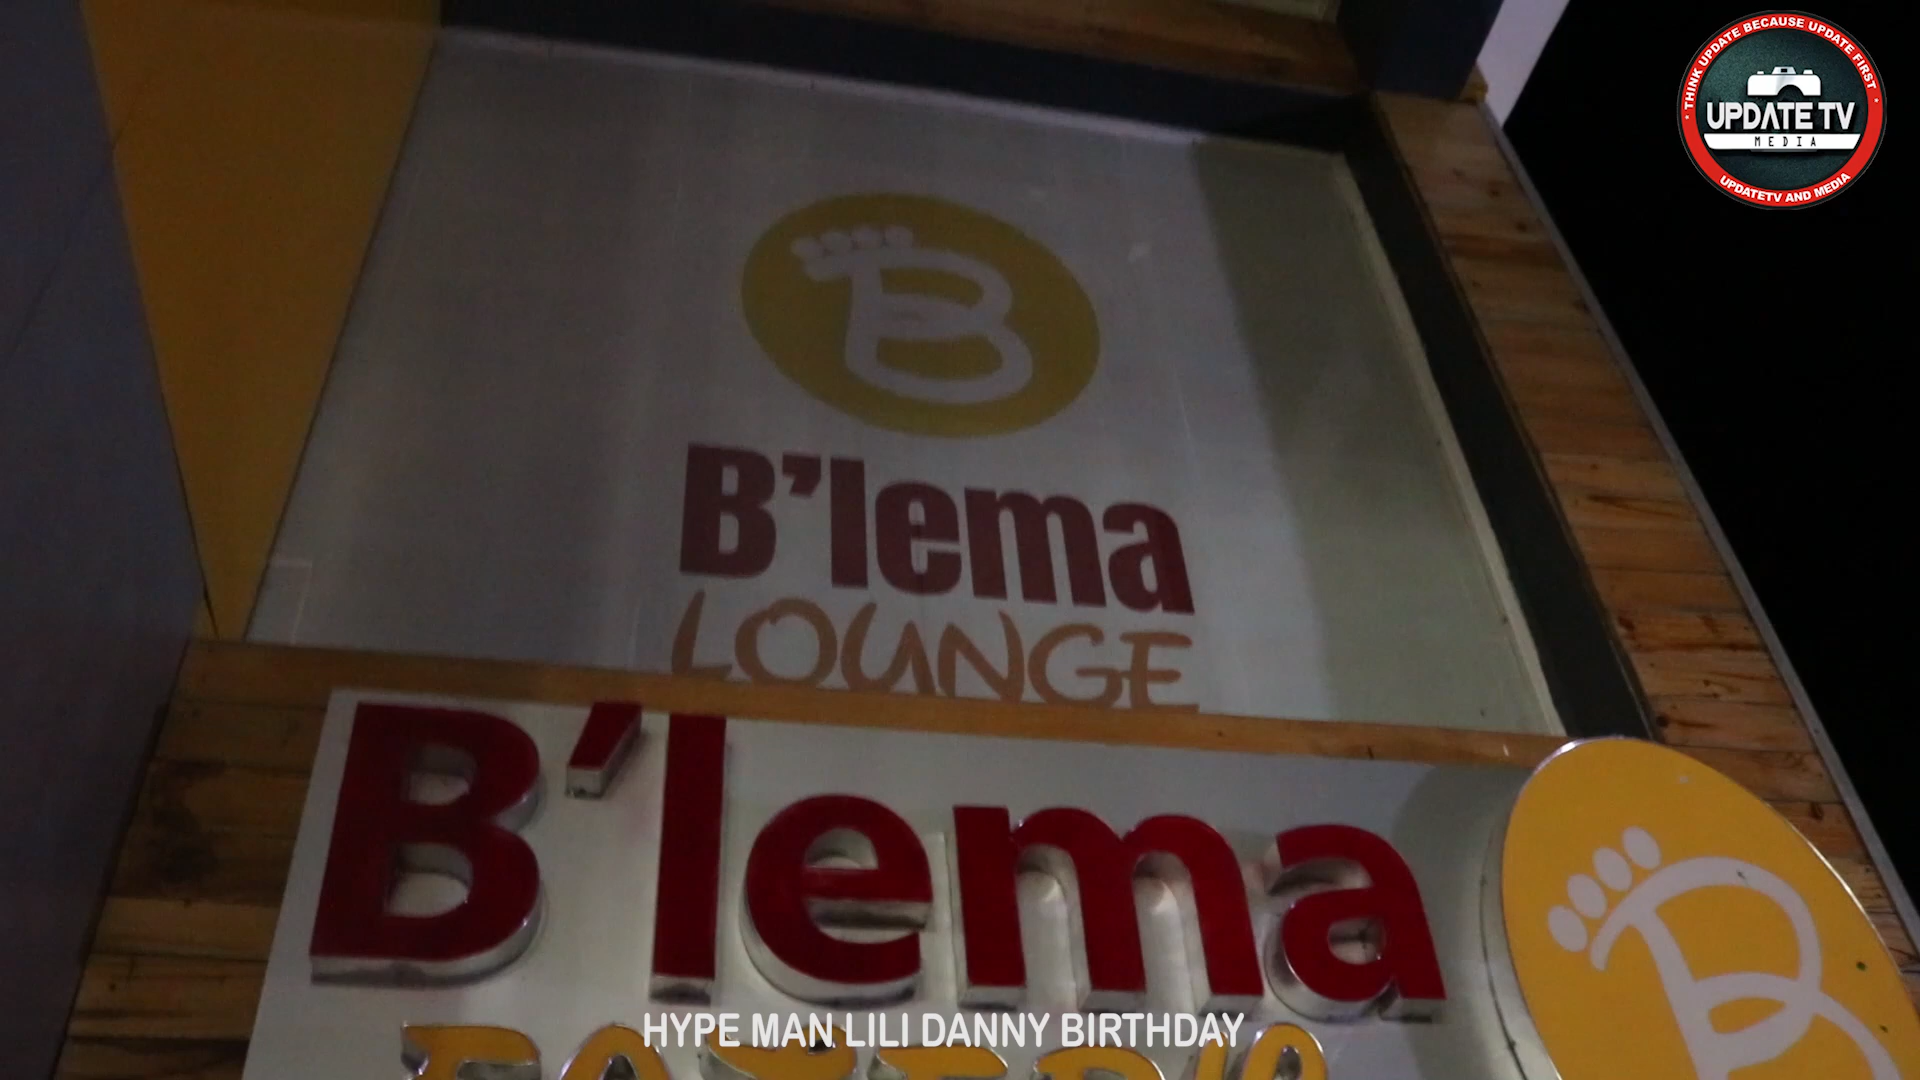 THINK UPDATE BECAUSE UPDATE FIRST
UPDATE TV
MEDIA
UPDATETV AND MEDIA
B
B'lema
LOUNGE
B'lema
B
HYPE MAN LILI DANNY BIRTHDAY